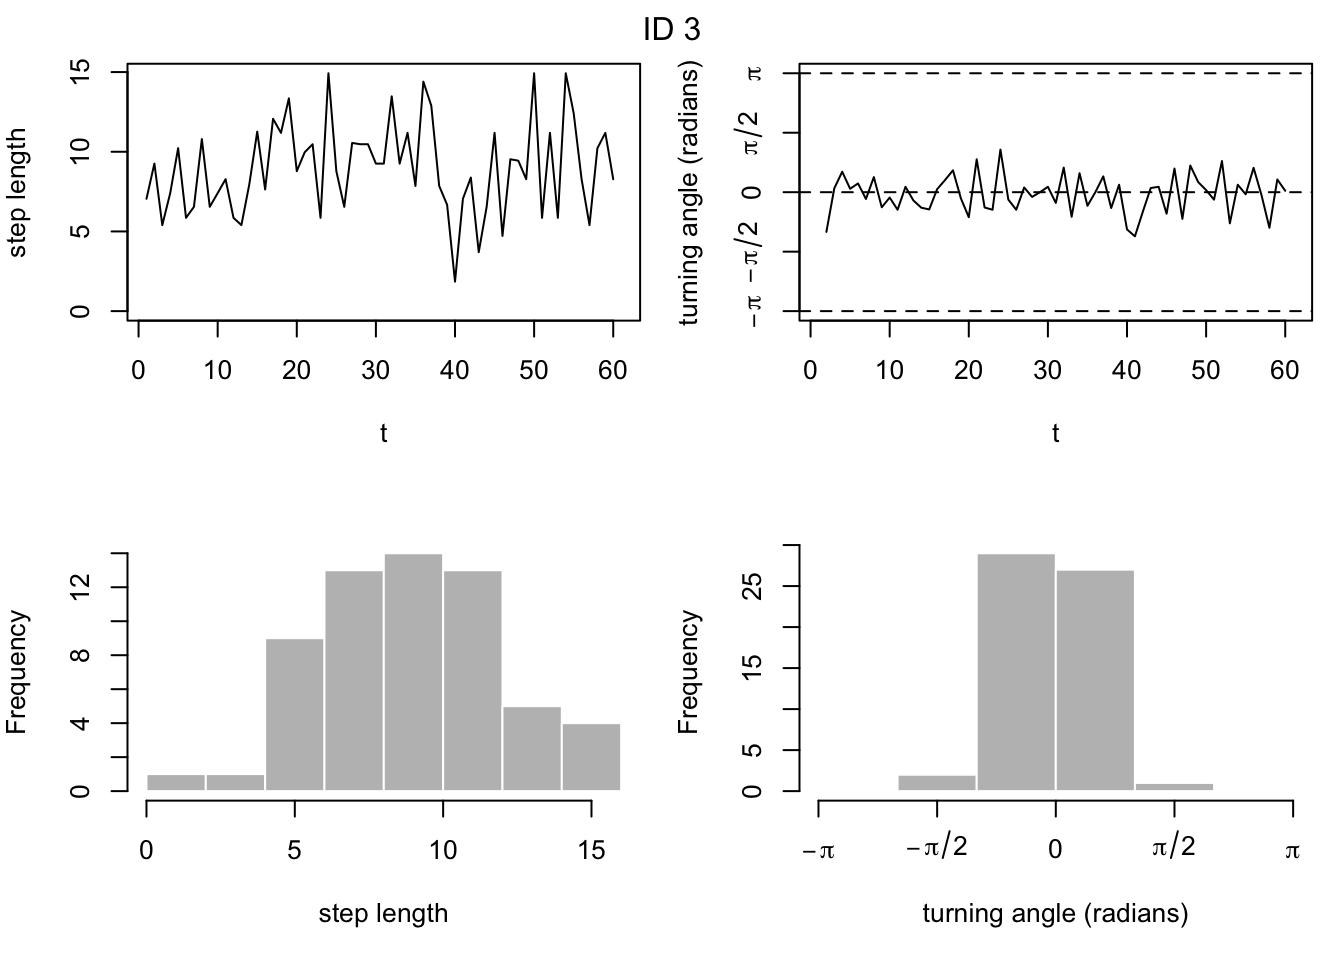 ID 3
step length
0 5 10 15
0 10 20 30 40 50 60
t
turning angle (radians)
−π −π/2 0 π/2 π
0 10 20 30 40 50 60
t
Frequency
0 4 8 12
0 5 10 15
step length
Frequency
0 5 15 25
−π −π/2 0 π/2 π
turning angle (radians)